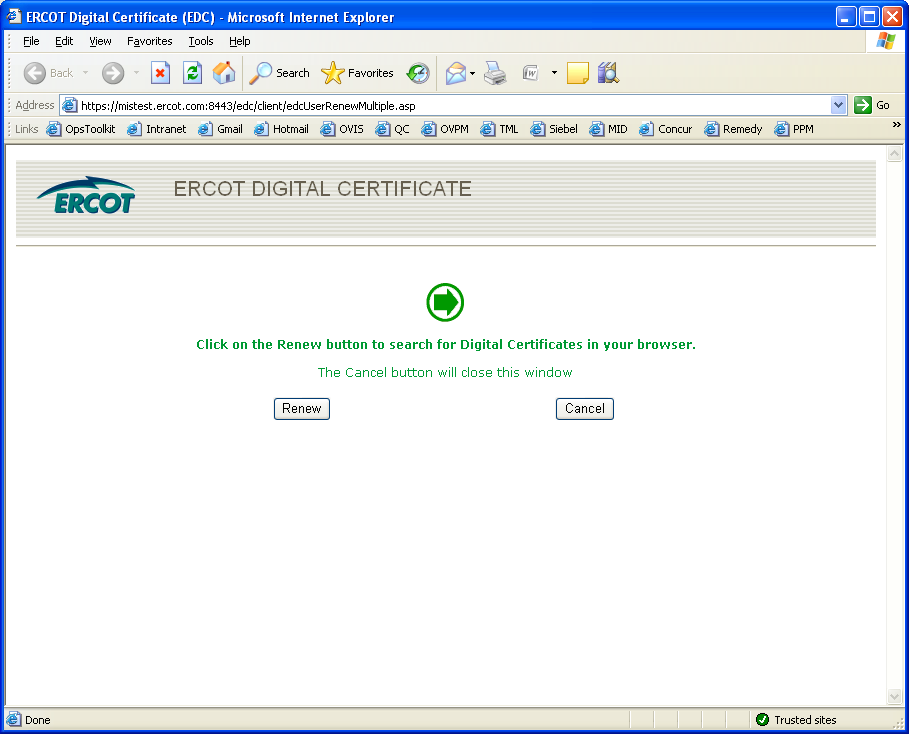 ERCOT Digital Certificate (EDC) - Microsoft Internet Explorer
File Edit View Favorites Tools Help
Back Search Favorites W
Address https://mistest.ercot.com:8443/edc/client/edcUserRenewMultiple.asp Go
Links OpsToolkit Intranet Gmail Hotmail OVIS QC OVPM TML Siebel MID Concur Remedy PPM »
ERCOT ERCOT DIGITAL CERTIFICATE
Click on the Renew button to search for Digital Certificates in your browser.
The Cancel button will close this window
Renew Cancel
Done Trusted sites